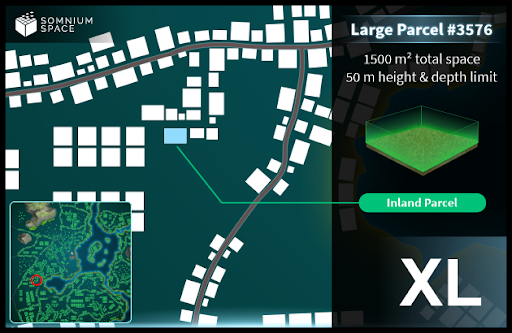 SOMNIUM
SPACE
Large Parcel #3576
1500 m² total space
50 m height & depth limit
Inland Parcel
XL